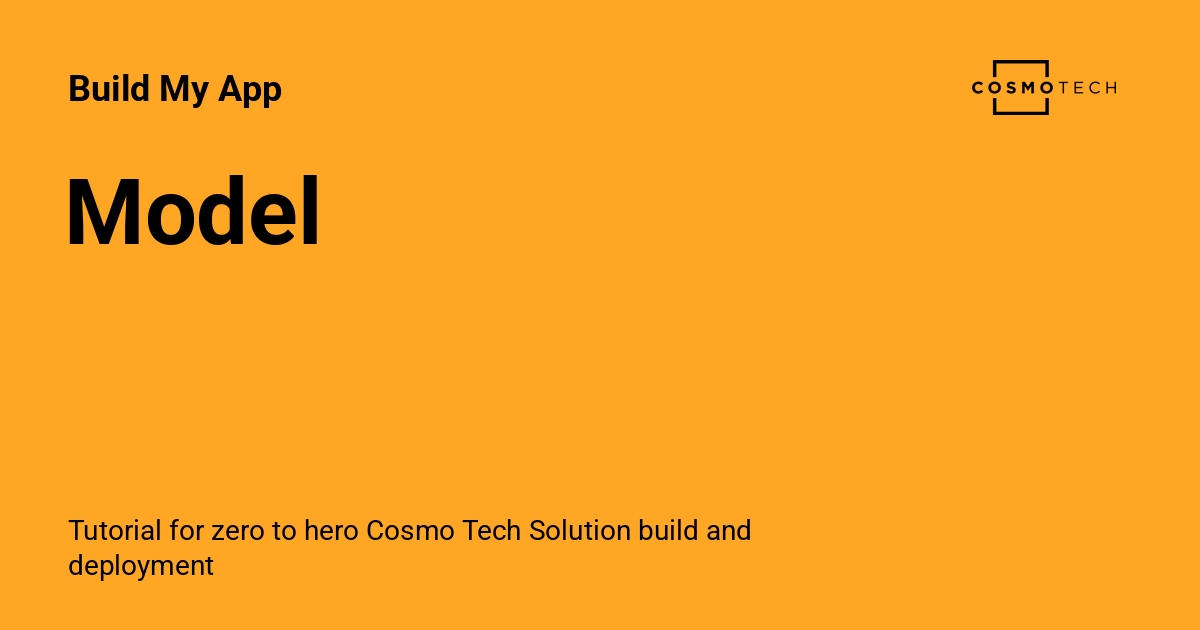 Build My App
COSMOTECH
Model
Tutorial for zero to hero Cosmo Tech Solution build and
deployment